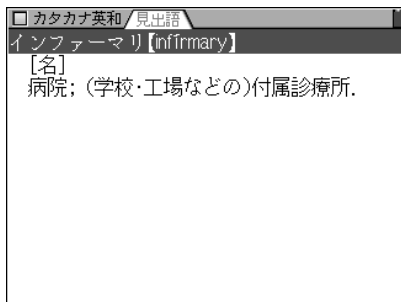 カタカナ英和 見出語
インファーマリ【infírmary】
[名]
病院; (学校･工場などの)付属診療所.